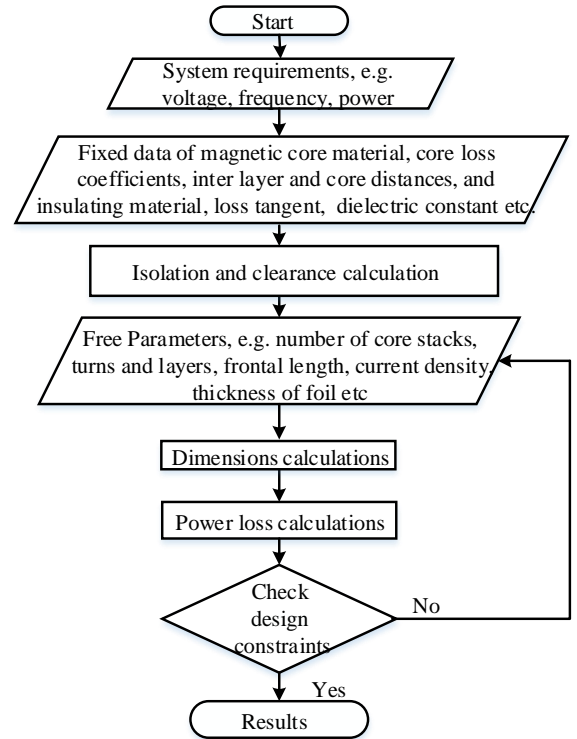 Start
System requirements, e.g.
voltage, frequency, power
Fixed data of magnetic core material, core loss
coefficients, inter layer and core distances, and
insulating material, loss tangent, dielectric constant etc.
Isolation and clearance calculation
Free Parameters, e.g. number of core stacks,
turns and layers, frontal length, current density,
thickness of foil etc
Dimensions calculations
Power loss calculations
Check
design
constraints
No
Yes
Results